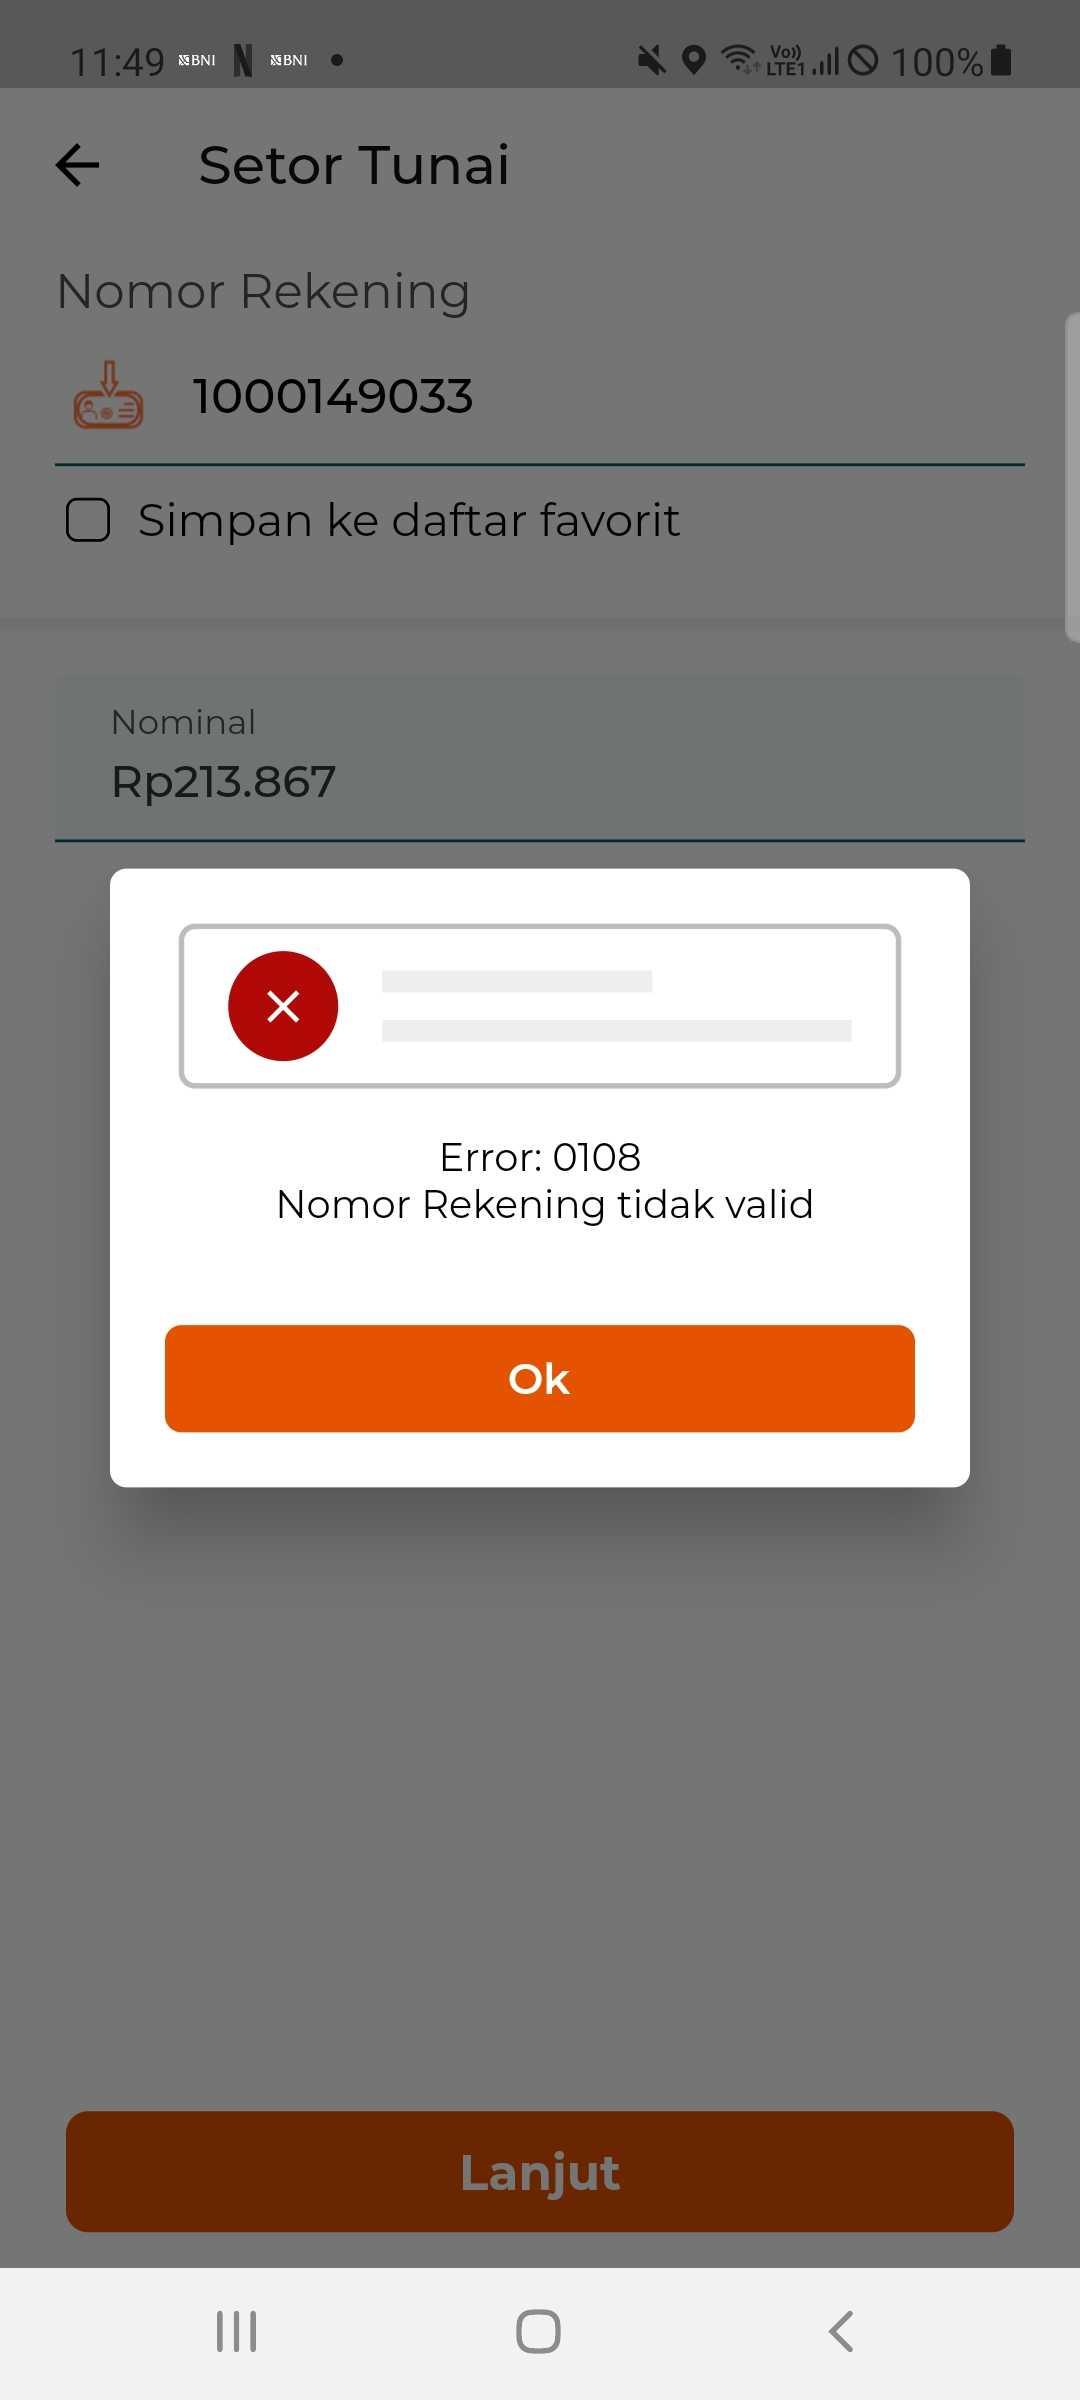 11:49 BNI N BNI Vo)) LTE1 100%
Setor Tunai
Nomor Rekening
1000149033
Simpan ke daftar favorit
Nominal
Rp213.867
Error: 0108
Nomor Rekening tidak valid
Ok
Lanjut